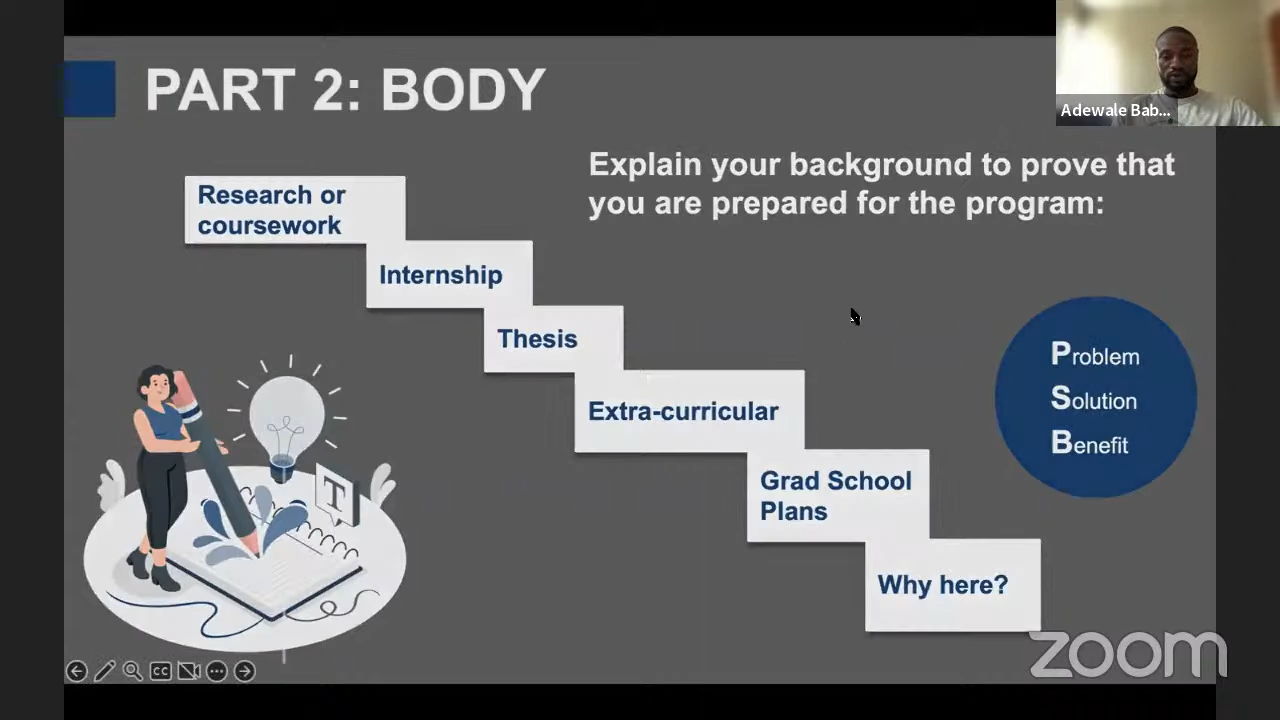 PART 2: BODY
Adewale Bab...
Explain your background to prove that
you are prepared for the program:
Research or
coursework
Internship
Thesis
Extra-curricular
Grad School
Plans
Why here?
Problem
Solution
Benefit
T
CC
zoom